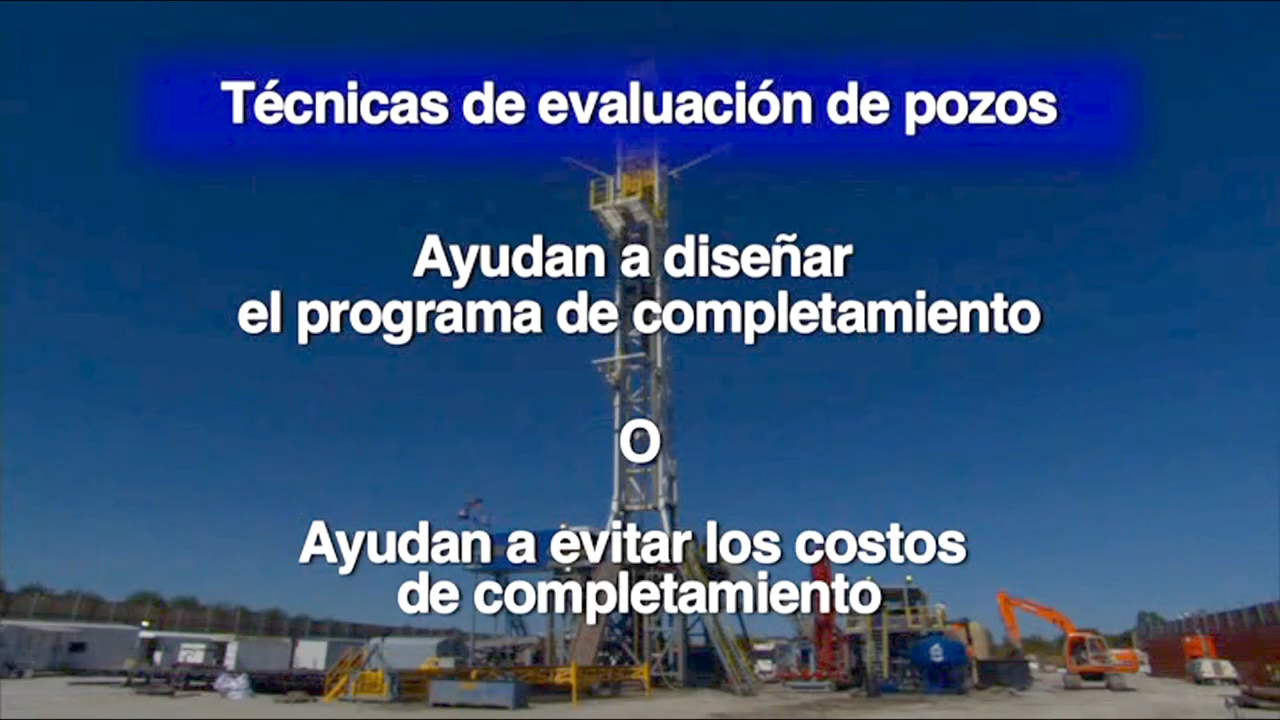 Técnicas de evaluación de pozos
Ayudan a diseñar
el programa de completamiento
O
Ayudan a evitar los costos
de completamiento